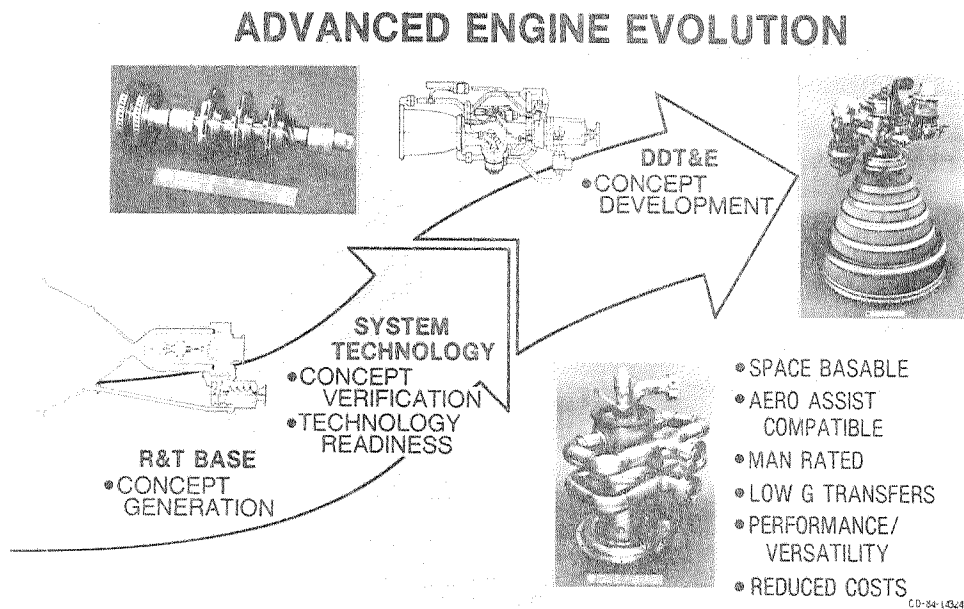 ADVANCED ENGINE EVOLUTION
DDT&E
•CONCEPT
DEVELOPMENT
SYSTEM
TECHNOLOGY
•CONCEPT
VERIFICATION
•TECHNOLOGY
READINESS
R&T BASE
•CONCEPT
GENERATION
•SPACE BASABLE
•AERO ASSIST
COMPATIBLE
•MAN RATED
•LOW G TRANSFERS
•PERFORMANCE/
VERSATILITY
•REDUCED COSTS
CD-84-14324